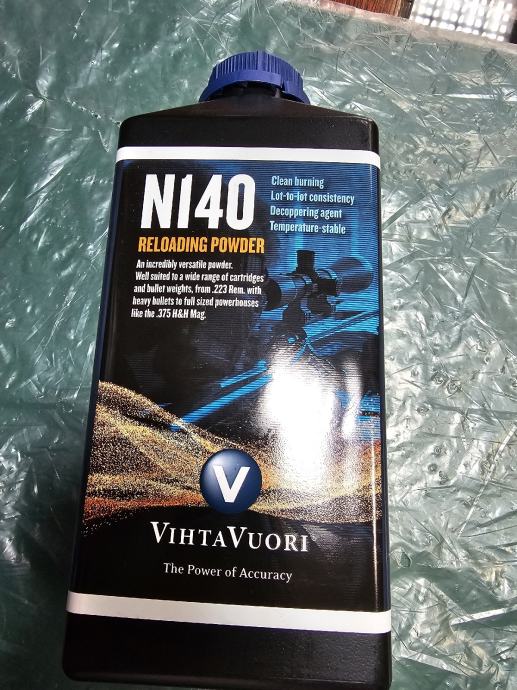 N140
RELOADING POWDER
Clean burning
Lot-to-lot consistency
Decoppering agent
Temperature-stable
An incredibly versatile powder.
Well suited to a wide range of cartridges
and bullet weights, from .223 Rem. with
heavy bullets to full sized powerhouses
like the .375 H&H Mag.
V
VIHTAVUORI
The Power of Accuracy